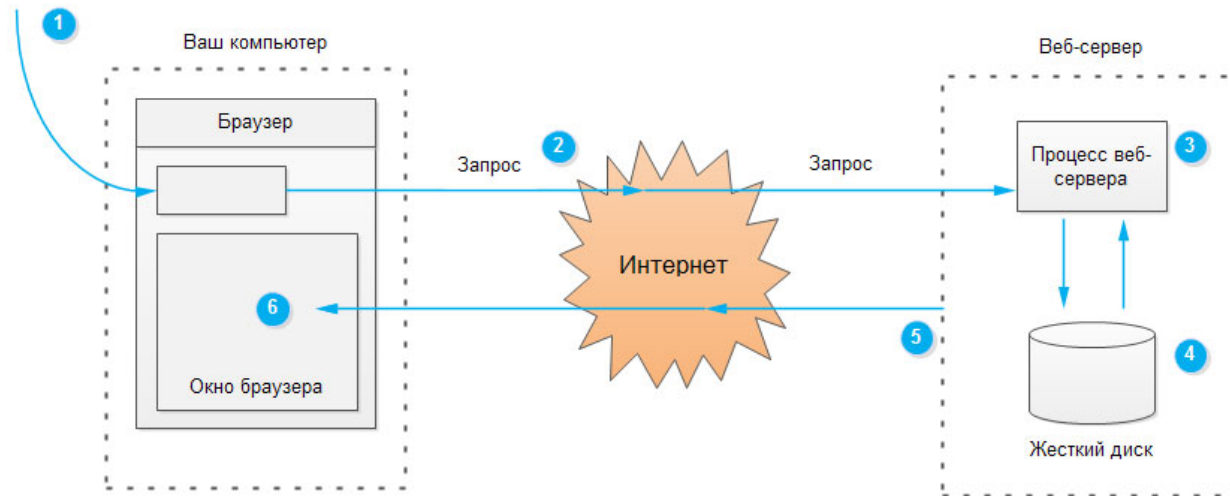 1
Ваш компьютер
Веб-сервер
Браузер
Запрос
2
Запрос
Процесс веб-
сервера
3
Интернет
6
5
4
Окно браузера
Жесткий диск